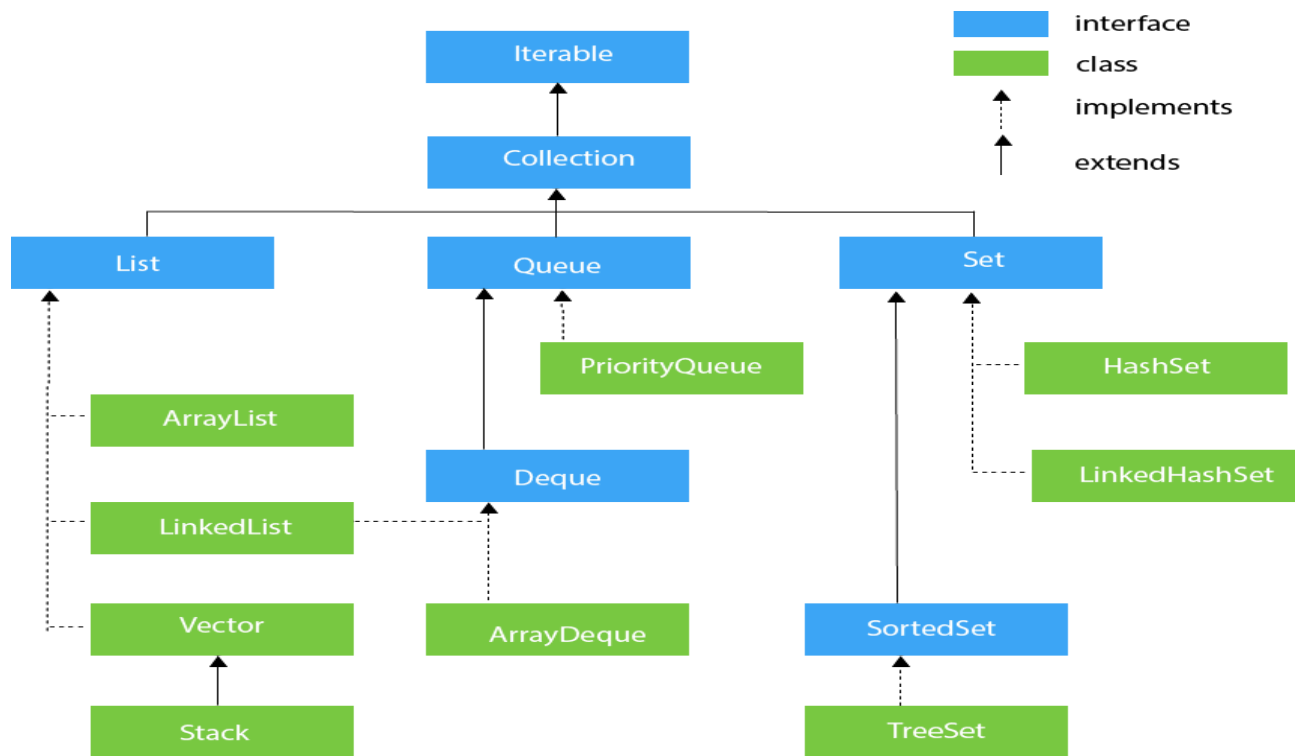 interface
Iterable
class
implements
Collection
extends
List
Queue
Set
PriorityQueue
HashSet
ArrayList
Deque
LinkedHashSet
LinkedList
Vector
ArrayDeque
SortedSet
Stack
TreeSet